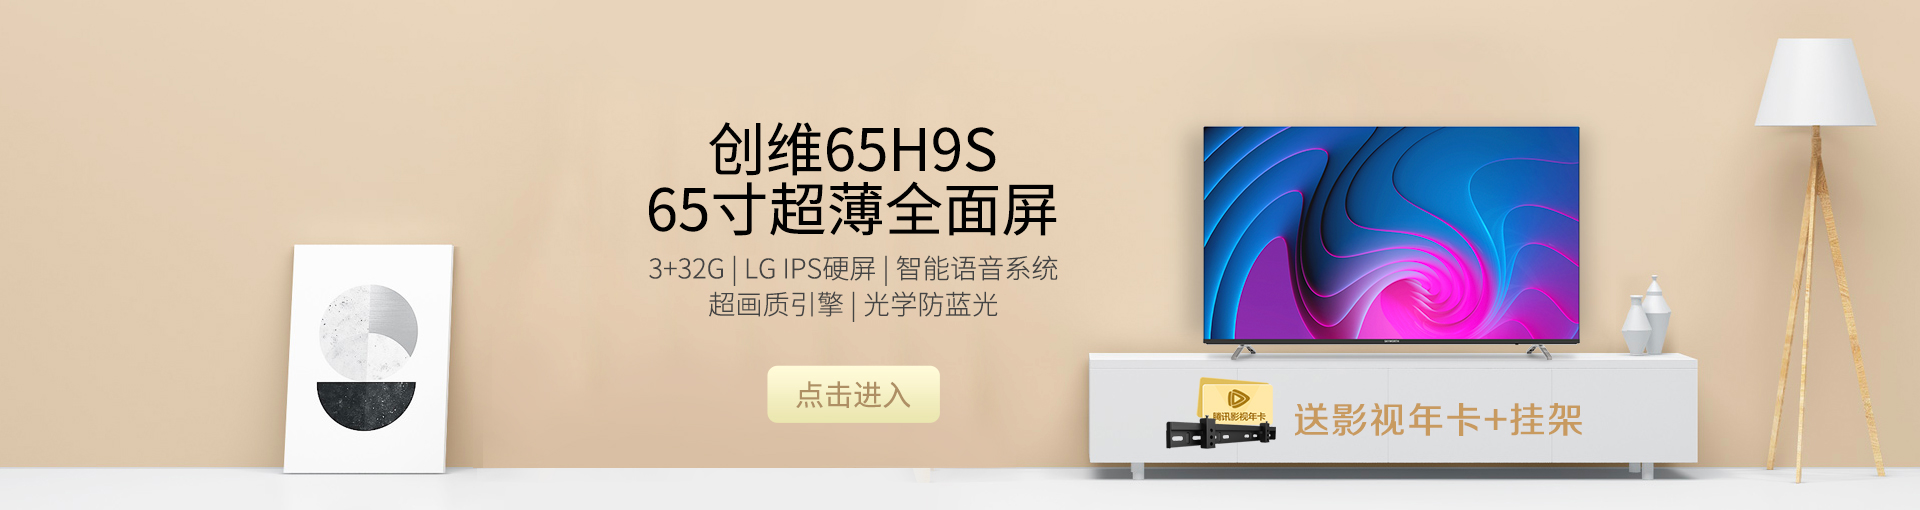 创维65H9S
65寸超薄全面屏
3+32G | LG IPS硬屏 | 智能语音系统
超画质引擎 | 光学防蓝光
点击进入
腾讯影视年卡
送影视年卡+挂架